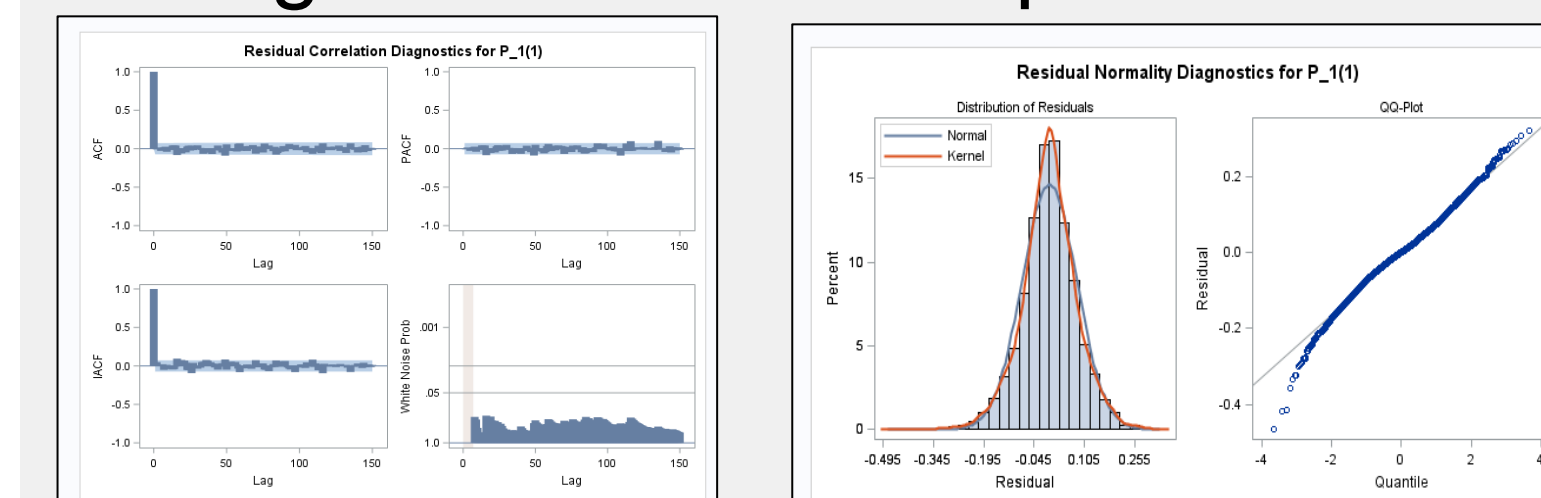 Residual Correlation Diagnostics for P_1(1)
1.0
0.5
0.0
-0.5
-1.0
ACF
0 50 100 150
Lag
1.0
0.5
0.0
-0.5
-1.0
PACF
0 50 100 150
Lag
1.0
0.5
0.0
-0.5
-1.0
IACF
0 50 100 150
Lag
.001
.05
1.0
White Noise Prob
0 50 100 150
Lag
Residual Normality Diagnostics for P_1(1)
Distribution of Residuals
Normal
Kernel
15
10
5
0
Percent
-0.495 -0.345 -0.195 -0.045 0.105 0.255
Residual
QQ-Plot
0.2
0.0
-0.2
-0.4
Residual
-4 -2 0 2 4
Quantile